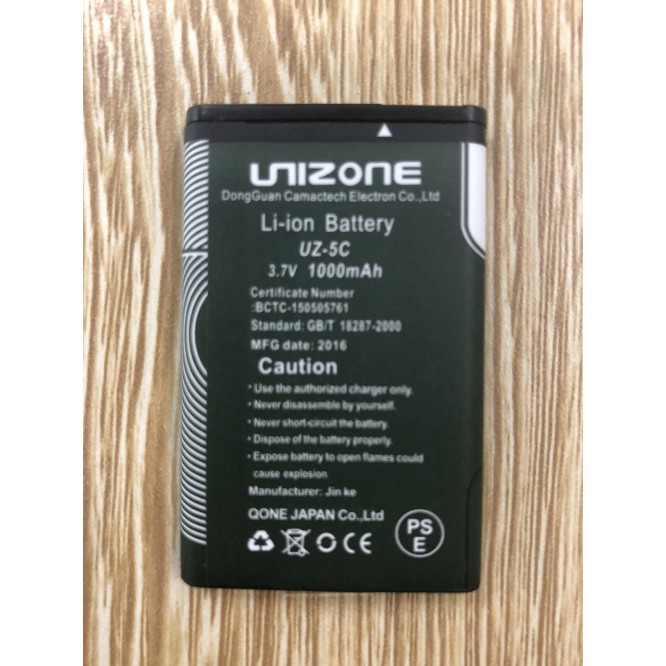 UNIZONE
DongGuan Camactech Electron Co.,Ltd
Li-ion Battery
UZ-5C
3.7V 1000mAh
Certificate Number
:BCTC-150505761
Standard: GB/T 18287-2000
MFG date: 2016
Caution
• Use the authorized charger only.
• Never disassemble by yourself.
• Never short-circuit the battery.
• Dispose of the battery properly.
• Expose battery to open flames could
cause explosion
Manufacturer: Jin ke
QONE JAPAN Co.,Ltd
CE
PS
E